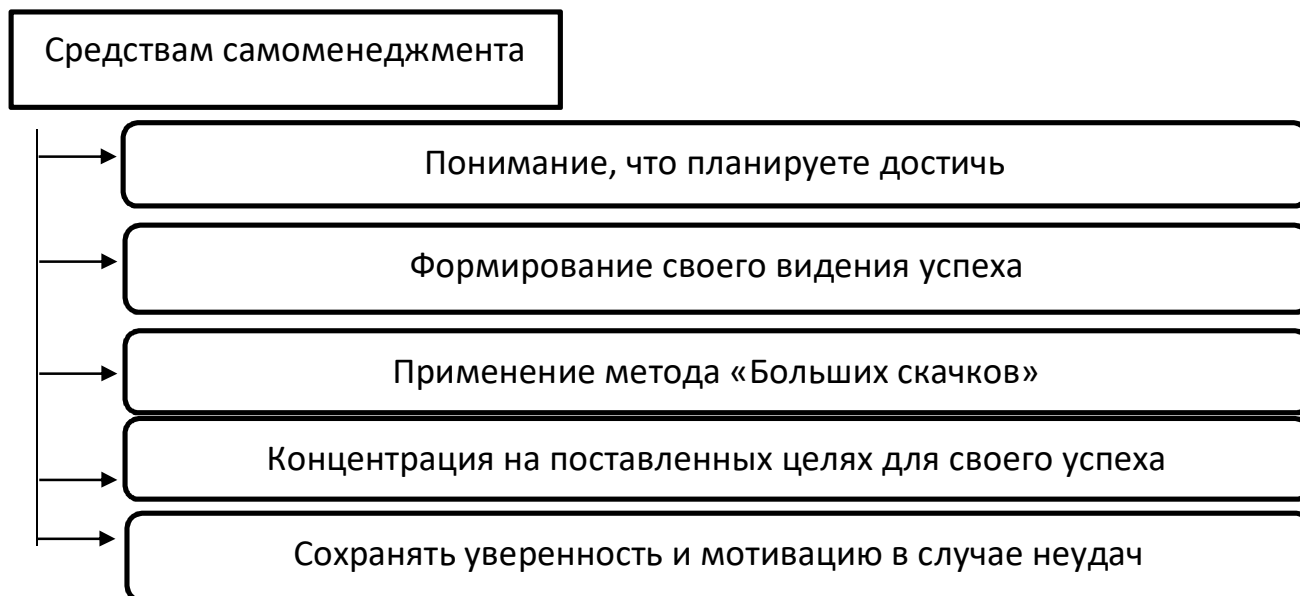 Средствам самоменеджмента
Понимание, что планируете достичь
Формирование своего видения успеха
Применение метода «Больших скачков»
Концентрация на поставленных целях для своего успеха
Сохранять уверенность и мотивацию в случае неудач